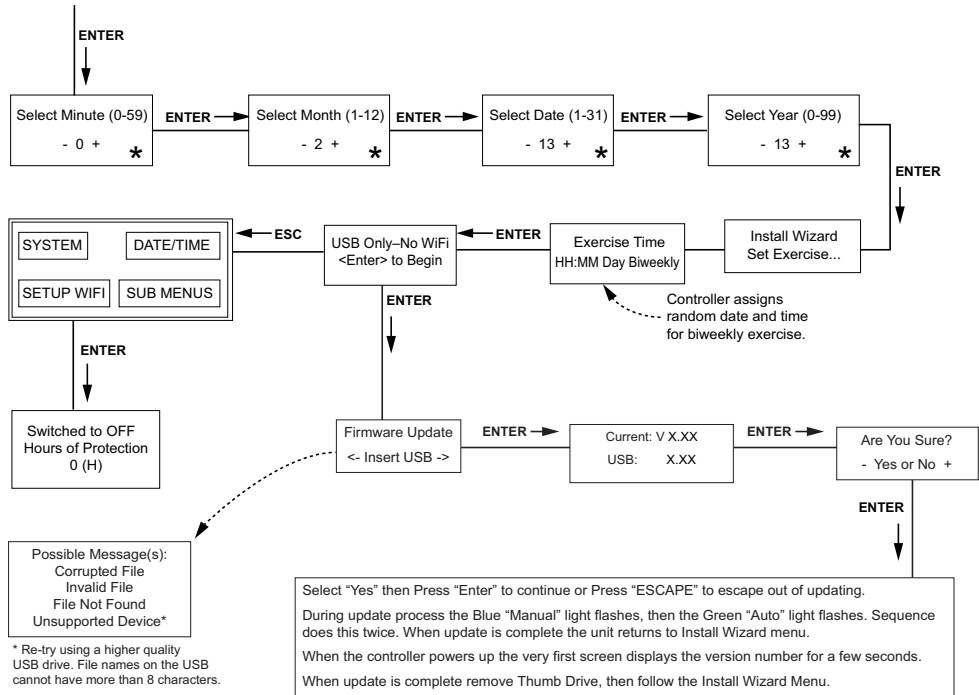 ENTER
Select Minute (0-59)
- 0 +
*
ENTER
Select Month (1-12)
- 2 +
*
ENTER
Select Date (1-31)
- 13 +
*
ENTER
Select Year (0-99)
- 13 +
*
ENTER
Install Wizard
Set Exercise...
Exercise Time
HH:MM Day Biweekly
Controller assigns
random date and time
for biweekly exercise.
ENTER
USB Only–No WiFi
<Enter> to Begin
ESC
SYSTEM
DATE/TIME
SETUP WIFI
SUB MENUS
ENTER
Switched to OFF
Hours of Protection
0 (H)
ENTER
Firmware Update
<- Insert USB ->
ENTER
Current: V X.XX
USB: X.XX
ENTER
Are You Sure?
- Yes or No +
ENTER
Possible Message(s):
Corrupted File
Invalid File
File Not Found
Unsupported Device*
* Re-try using a higher quality
USB drive. File names on the USB
cannot have more than 8 characters.
Select “Yes” then Press “Enter” to continue or Press “ESCAPE” to escape out of updating.
During update process the Blue “Manual” light flashes, then the Green “Auto” light flashes. Sequence
does this twice. When update is complete the unit returns to Install Wizard menu.
When the controller powers up the very first screen displays the version number for a few seconds.
When update is complete remove Thumb Drive, then follow the Install Wizard Menu.